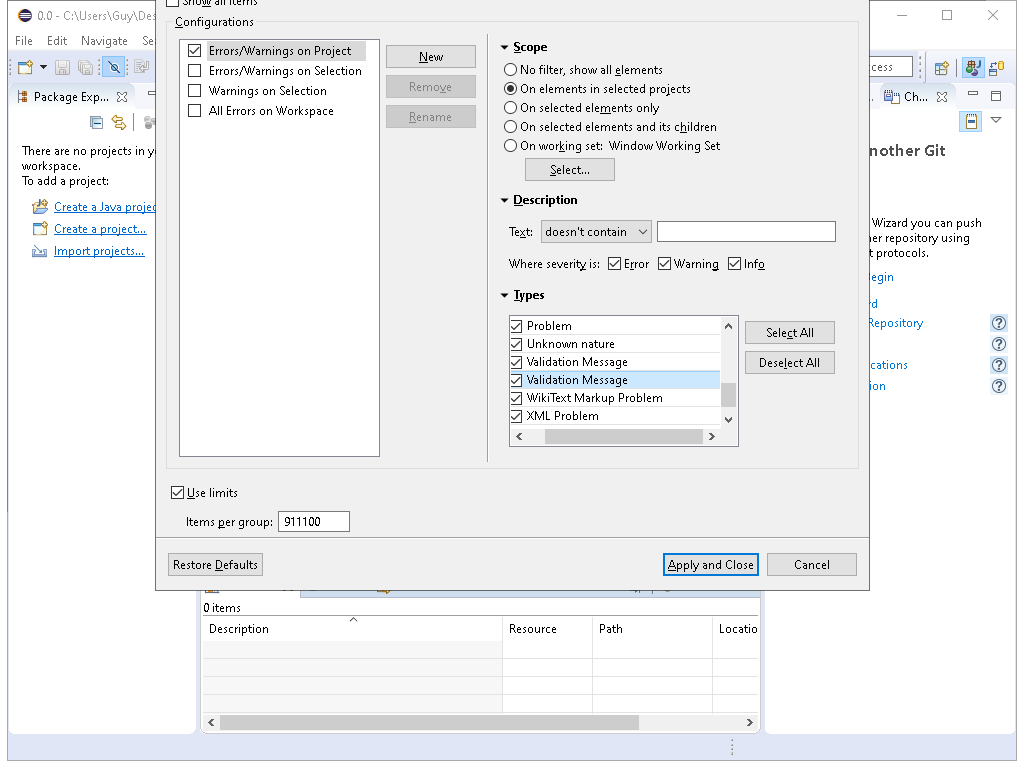 Show all items
0.0 - C:\Users\Guy\Des
File Edit Navigate Se
Package Exp...
There are no projects in y
workspace.
To add a project:
Create a Java projec
Create a project...
Import projects...
Configurations
Errors/Warnings on Project
Errors/Warnings on Selection
Warnings on Selection
All Errors on Workspace
New
Remove
Rename
Scope
No filter, show all elements
On elements in selected projects
On selected elements only
On selected elements and its children
On working set: Window Working Set
Select...
Description
Text: doesn't contain
Where severity is: Error Warning Info
Types
Problem
Unknown nature
Validation Message
Validation Message
WikiText Markup Problem
XML Problem
Select All
Deselect All
Use limits
Items per group: 911100
Restore Defaults
Apply and Close
Cancel
cess
Ch...
nother Git
Wizard you can push
er repository using
t protocols.
egin
rd
Repository
cations
ion
0 items
Description Resource Path Locatio